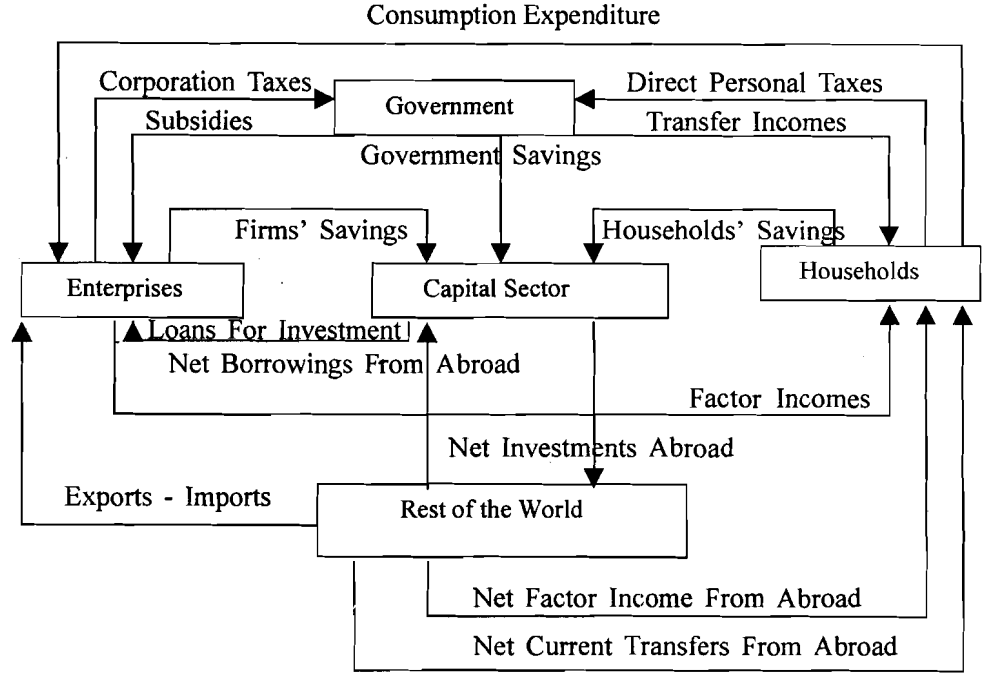 Consumption Expenditure
Corporation Taxes
Direct Personal Taxes
Government
Subsidies
Transfer Incomes
Government Savings
Firms' Savings
Households' Savings
Enterprises
Capital Sector
Households
Loans For Investment
Net Borrowings From Abroad
Factor Incomes
Net Investments Abroad
Exports - Imports
Rest of the World
Net Factor Income From Abroad
Net Current Transfers From Abroad